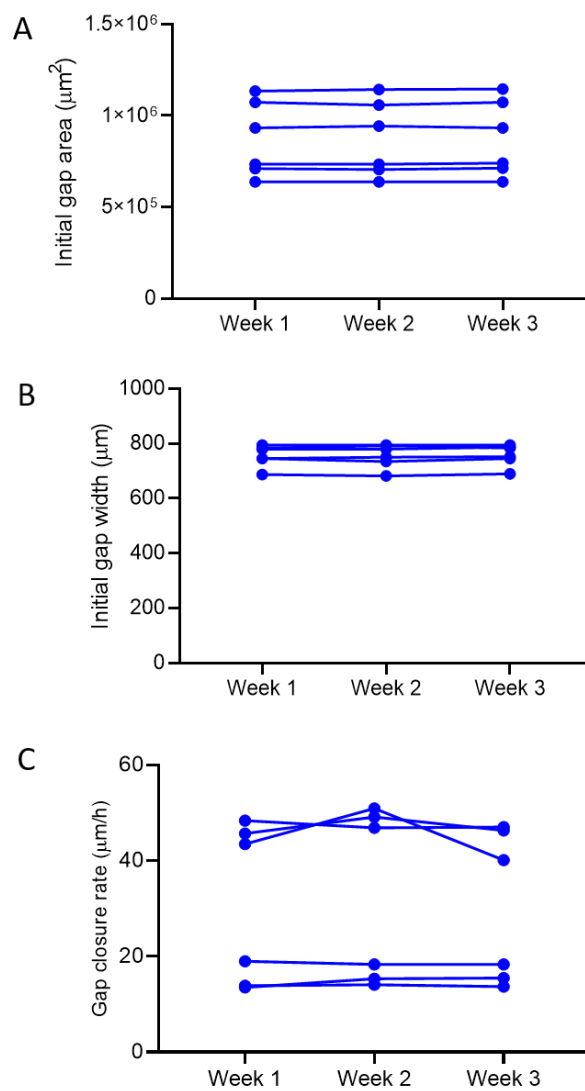 A
Initial gap area (μm²)
1.5×10⁶
1×10⁶
5×10⁵
0
Week 1 Week 2 Week 3
B
Initial gap width (μm)
1000
800
600
400
200
0
Week 1 Week 2 Week 3
C
Gap closure rate (μm/h)
60
40
20
0
Week 1 Week 2 Week 3